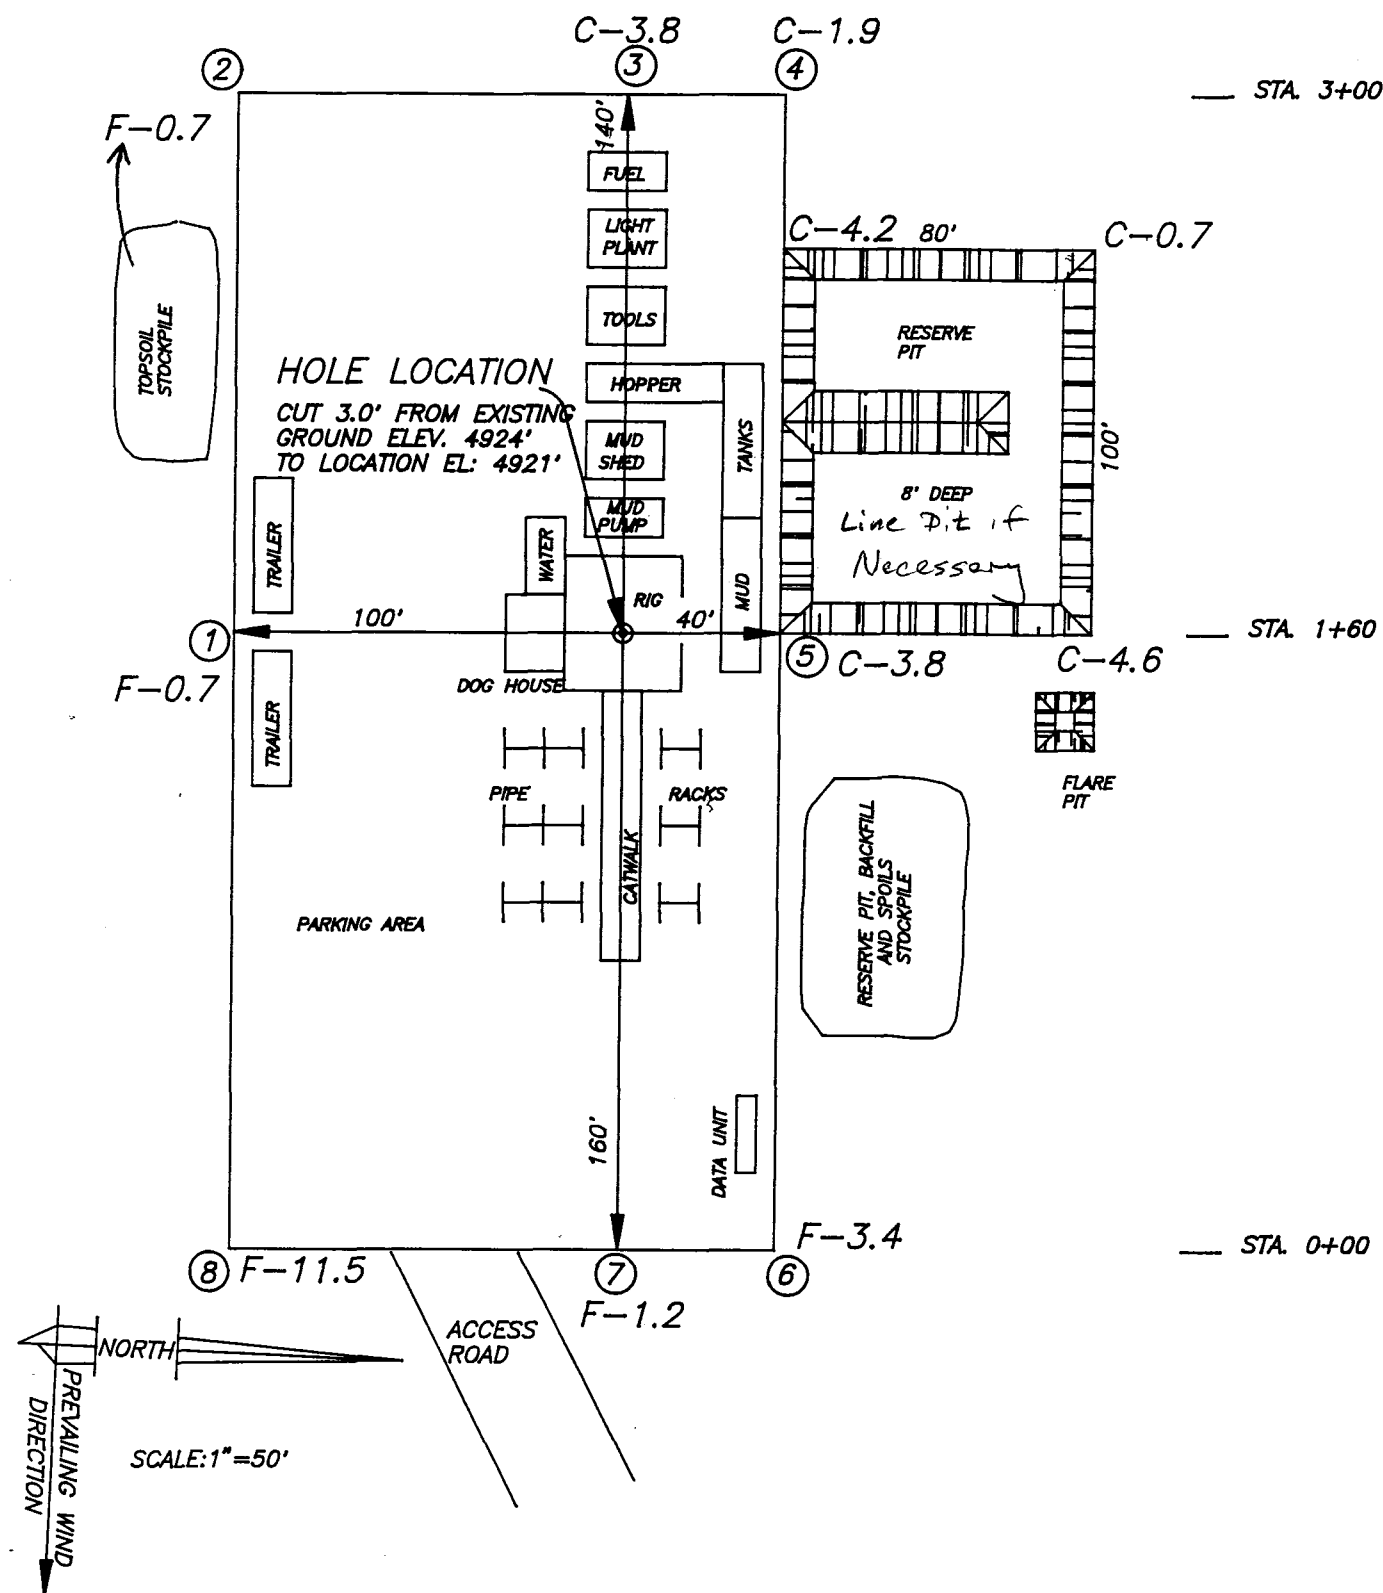 C-3.8
C-1.9
2
3
4
STA. 3+00
F-0.7
140'
FUEL
LIGHT
PLANT
C-4.2
80'
C-0.7
TOPSOIL
STOCKPILE
TOOLS
RESERVE
PIT
HOLE LOCATION
HOPPER
CUT 3.0' FROM EXISTING
GROUND ELEV. 4924'
TO LOCATION EL: 4921'
MUD
SHED
TANKS
100'
8' DEEP
Line Pit if
Necessary
MUD
PUMP
TRAILER
WATER
MUD
RIG
1
100'
40'
STA. 1+60
5
C-3.8
C-4.6
F-0.7
DOG HOUSE
TRAILER
PIPE
RACKS
FLARE
PIT
CATWALK
RESERVE PIT, BACKFILL
AND SPOILS
STOCKPILE
PARKING AREA
160'
DATA UNIT
F-3.4
STA. 0+00
8
F-11.5
7
6
F-1.2
NORTH
ACCESS
ROAD
PREVAILING WIND
DIRECTION
SCALE:1"=50'